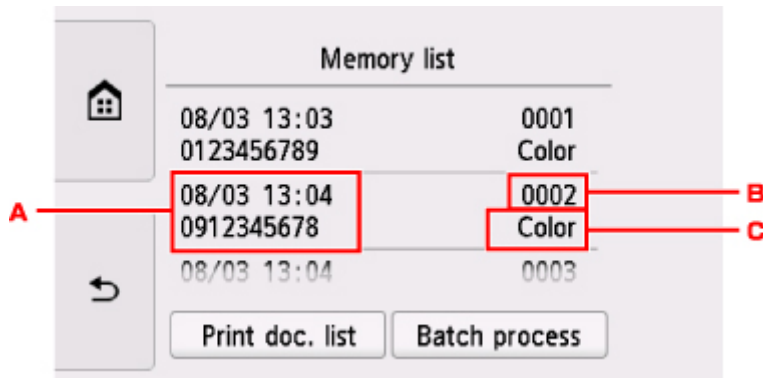 Memory list
08/03 13:03 0001
0123456789 Color
08/03 13:04 0002
0912345678 Color
08/03 13:04 0003
Print doc. list Batch process
A
B
C